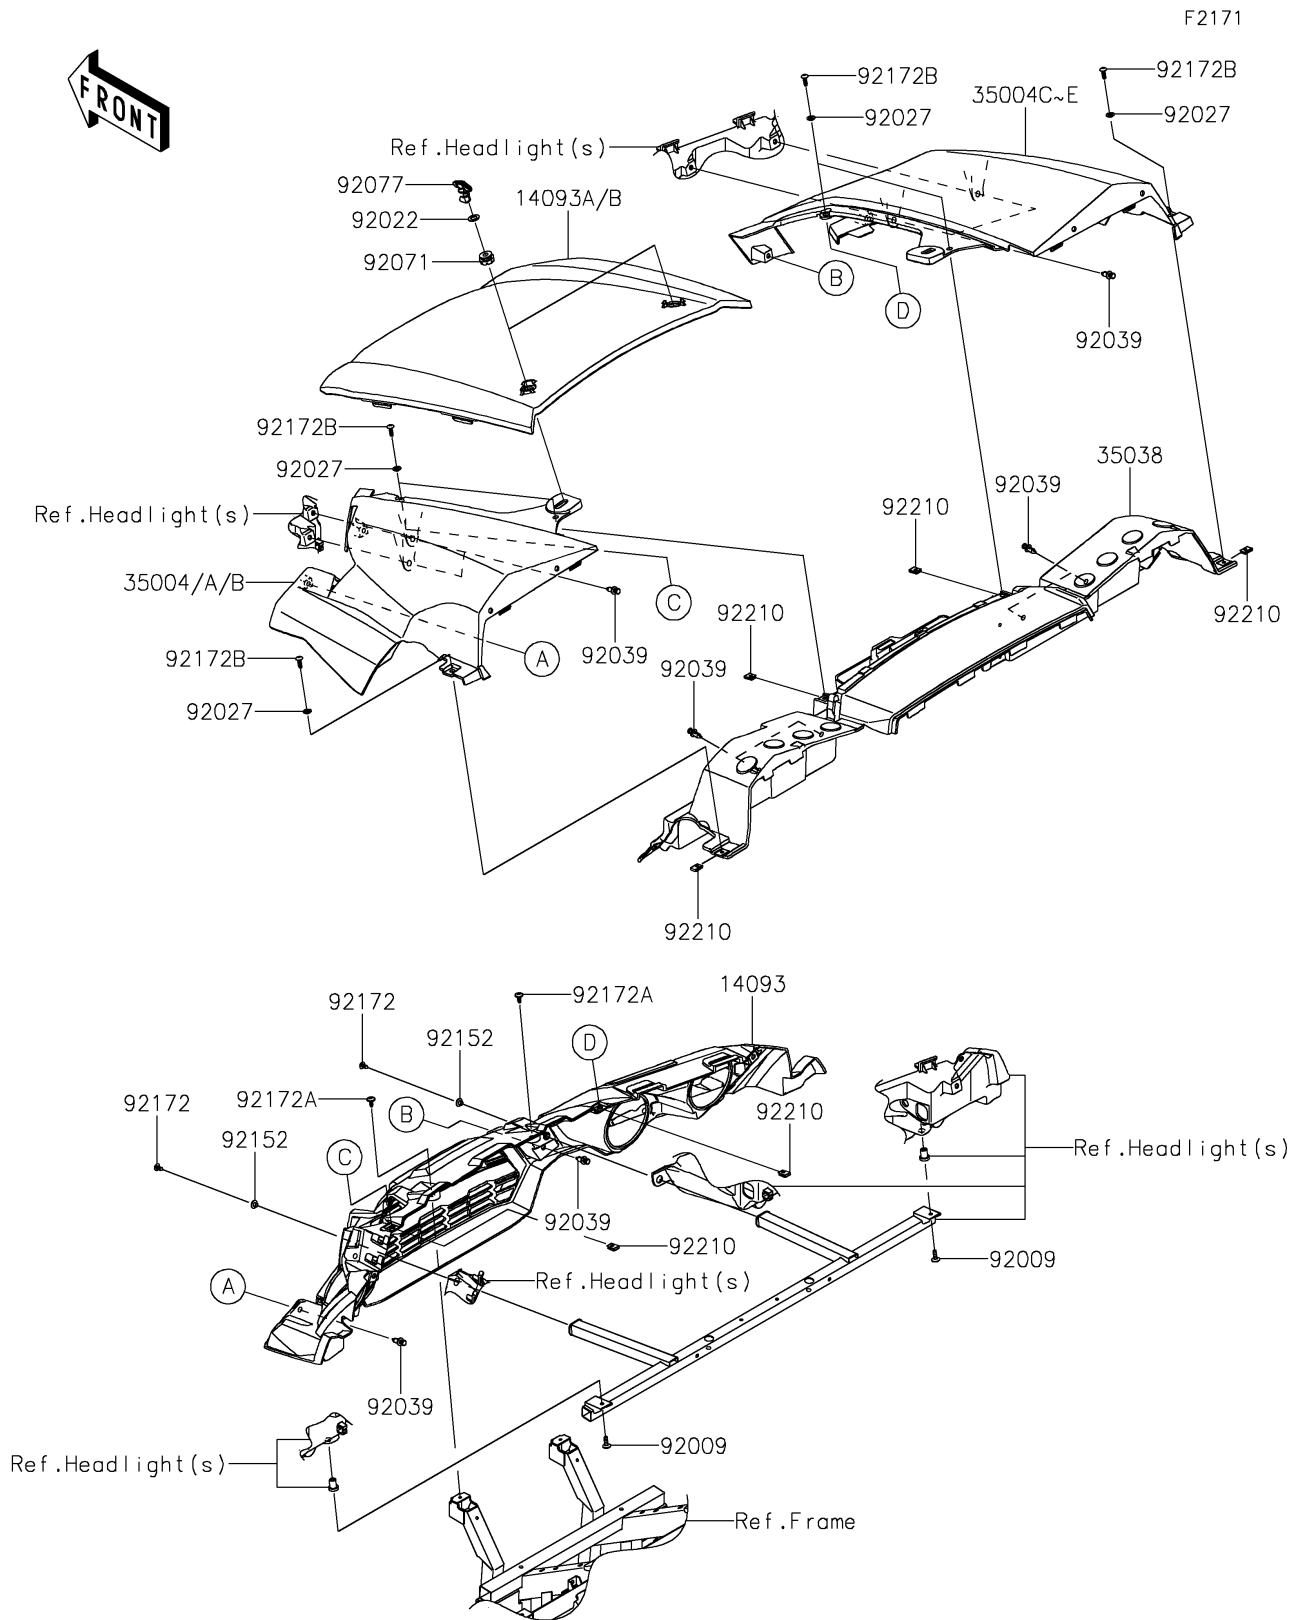 F2171
FRONT
92172B
92172B
35004C~E
92027
92027
Ref.Headlight(s)
92077
14093A/B
92022
92071
B
D
92039
92172B
35038
92027
92039
Ref.Headlight(s)
92210
35004/A/B
C
92210
92210
A
92039
92172B
92039
92027
92210
14093
92172A
92172
92152
D
92172A
92172
B
92210
92152
Ref.Headlight(s)
C
92039
92210
92009
Ref.Headlight(s)
A
92039
92009
Ref.Headlight(s)
Ref.Frame